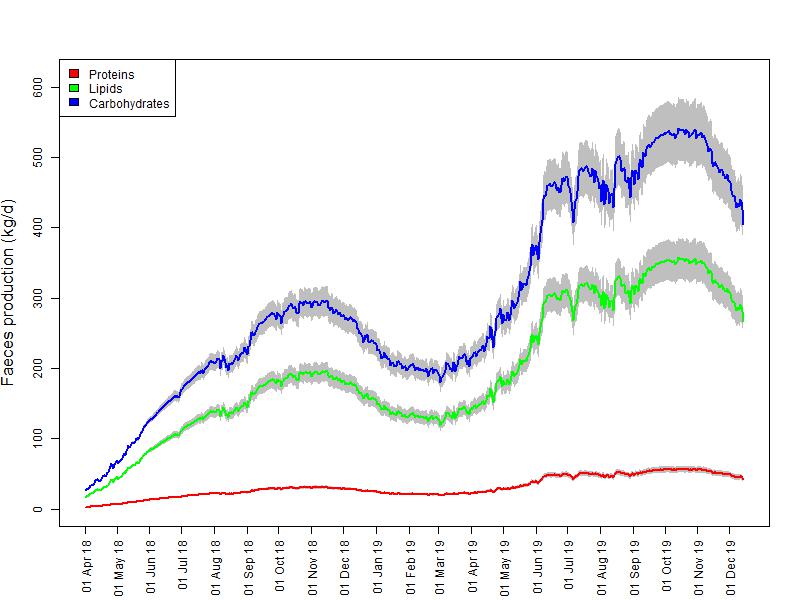 Proteins
Lipids
Carbohydrates
Faeces production (kg/d)
600
500
400
300
200
100
0
01 Apr 18
01 May 18
01 Jun 18
01 Jul 18
01 Aug 18
01 Sep 18
01 Oct 18
01 Nov 18
01 Dec 18
01 Jan 19
01 Feb 19
01 Mar 19
01 Apr 19
01 May 19
01 Jun 19
01 Jul 19
01 Aug 19
01 Sep 19
01 Oct 19
01 Nov 19
01 Dec 19